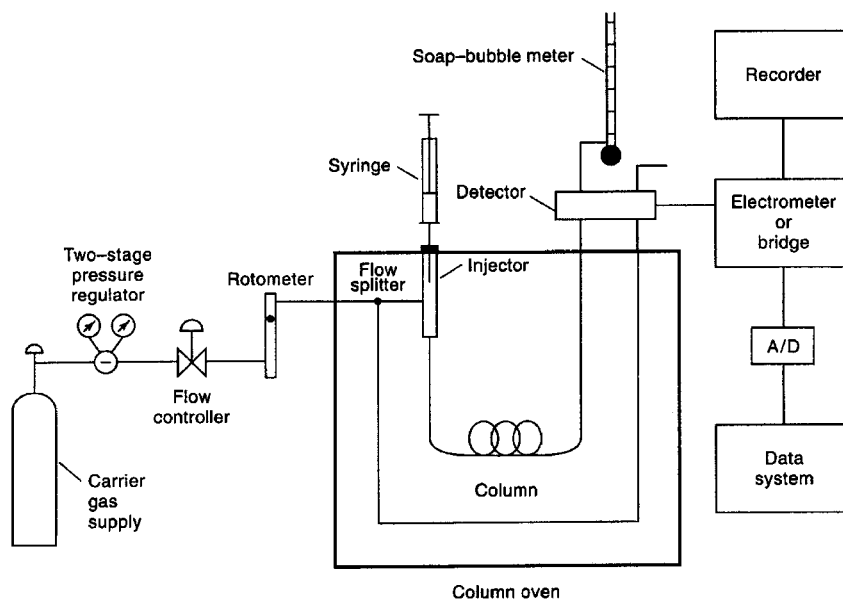 Soap–bubble meter
Recorder
Syringe
Detector
Electrometer
or
bridge
Two–stage
pressure
regulator
Rotometer
Flow
splitter
Injector
A/D
Flow
controller
Column
Data
system
Carrier
gas
supply
Column oven